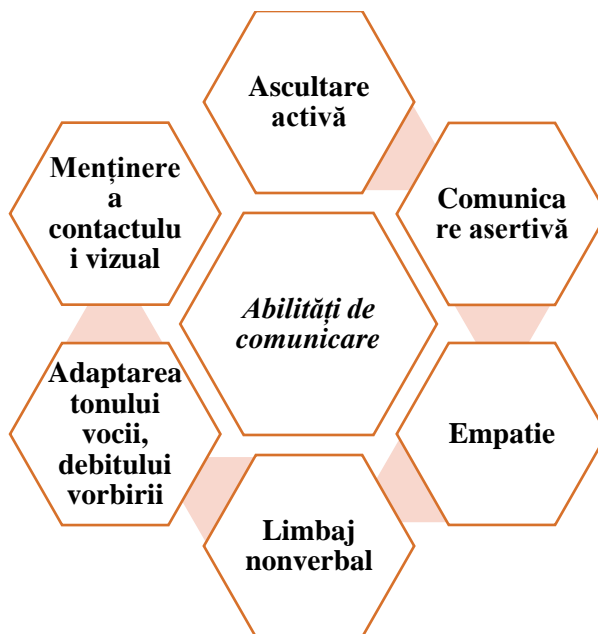 Ascultare
activă
Comunica
re asertivă
Empatie
Limbaj
nonverbal
Adaptarea
tonului
vocii,
debitului
vorbirii
Menținere
a
contactulu
i vizual
Abilități de
comunicare